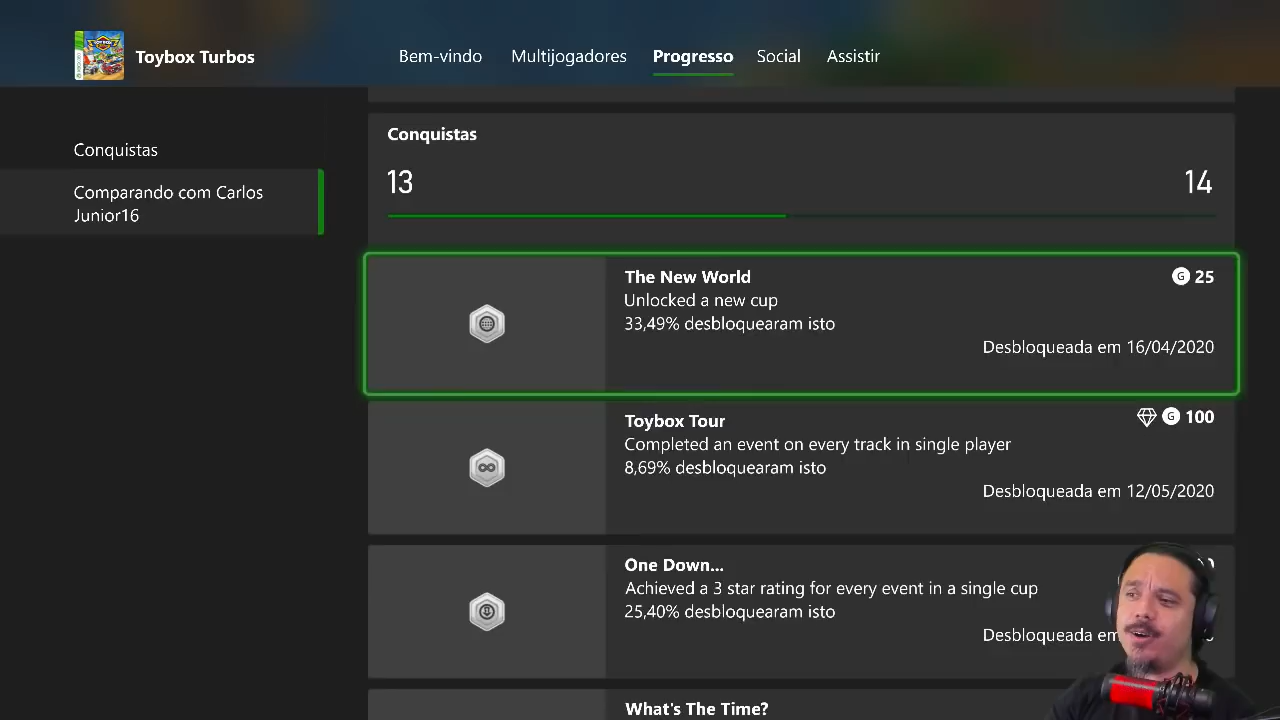 Toybox Turbos
Bem-vindo
Multijogadores
Progresso
Social
Assistir
Conquistas
Comparando com Carlos
Junior16
Conquistas
13
14
The New World
G 25
Unlocked a new cup
33,49% desbloquearam isto
Desbloqueada em 16/04/2020
Toybox Tour
G 100
Completed an event on every track in single player
8,69% desbloquearam isto
Desbloqueada em 12/05/2020
One Down...
Achieved a 3 star rating for every event in a single cup
25,40% desbloquearam isto
Desbloqueada em
What's The Time?